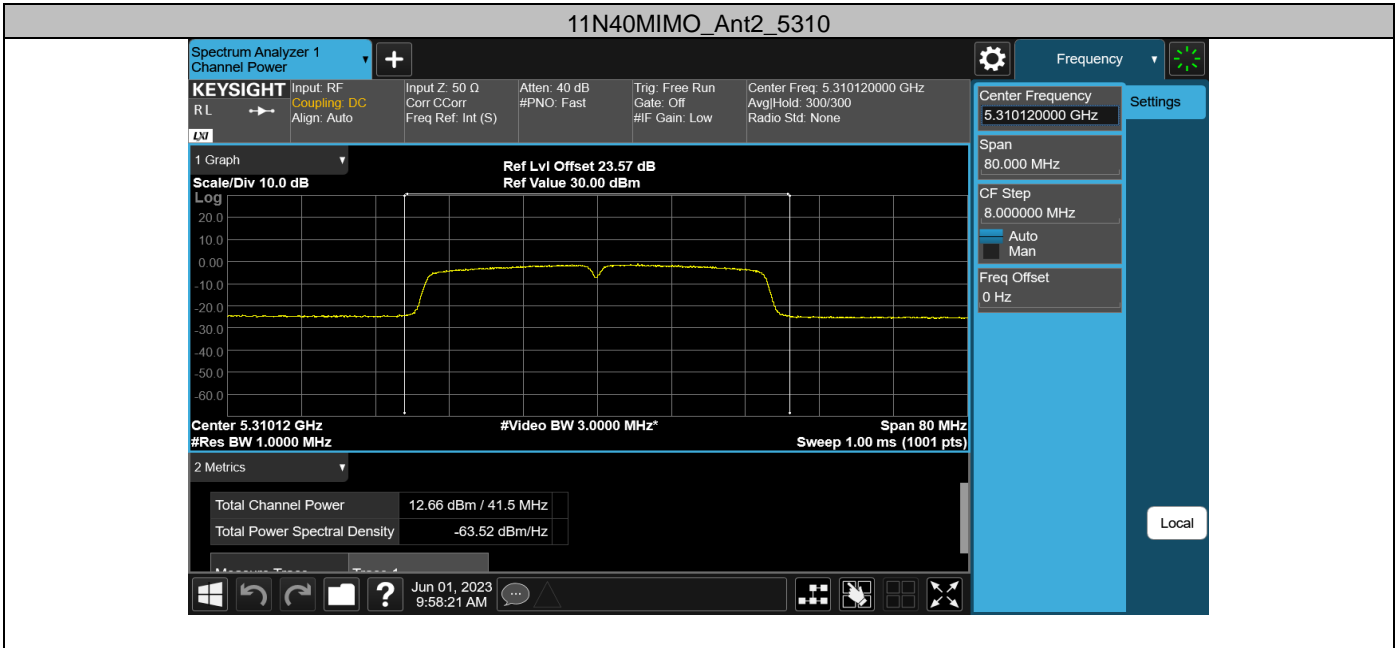 11N40MIMO_Ant2_5310
Spectrum Analyzer 1
Channel Power
Frequency
KEYSIGHT
RL
LXI
Input: RF
Coupling: DC
Align: Auto
Input Z: 50 Ω
Corr CCorr
Freq Ref: Int (S)
Atten: 40 dB
#PNO: Fast
Trig: Free Run
Gate: Off
#IF Gain: Low
Center Freq: 5.310120000 GHz
Avg|Hold: 300/300
Radio Std: None
1 Graph
Scale/Div 10.0 dB
Ref Lvl Offset 23.57 dB
Ref Value 30.00 dBm
Log
20.0
10.0
0.00
-10.0
-20.0
-30.0
-40.0
-50.0
-60.0
Center 5.31012 GHz
#Video BW 3.0000 MHz*
Span 80 MHz
#Res BW 1.0000 MHz
Sweep 1.00 ms (1001 pts)
2 Metrics
Total Channel Power 12.66 dBm / 41.5 MHz
Total Power Spectral Density -63.52 dBm/Hz
Jun 01, 2023
9:58:21 AM
Center Frequency
5.310120000 GHz
Settings
Span
80.000 MHz
CF Step
8.000000 MHz
Auto
Man
Freq Offset
0 Hz
Local